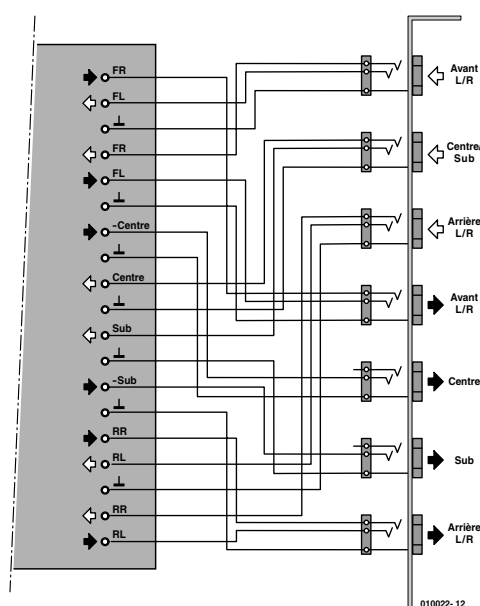 FR
FL
FR
FL
-Centre
Centre
Sub
-Sub
RR
RL
RR
RL
Avant
L/R
Centre/
Sub
Arrière
L/R
Avant
L/R
Centre
Sub
Arrière
L/R
010022- 12